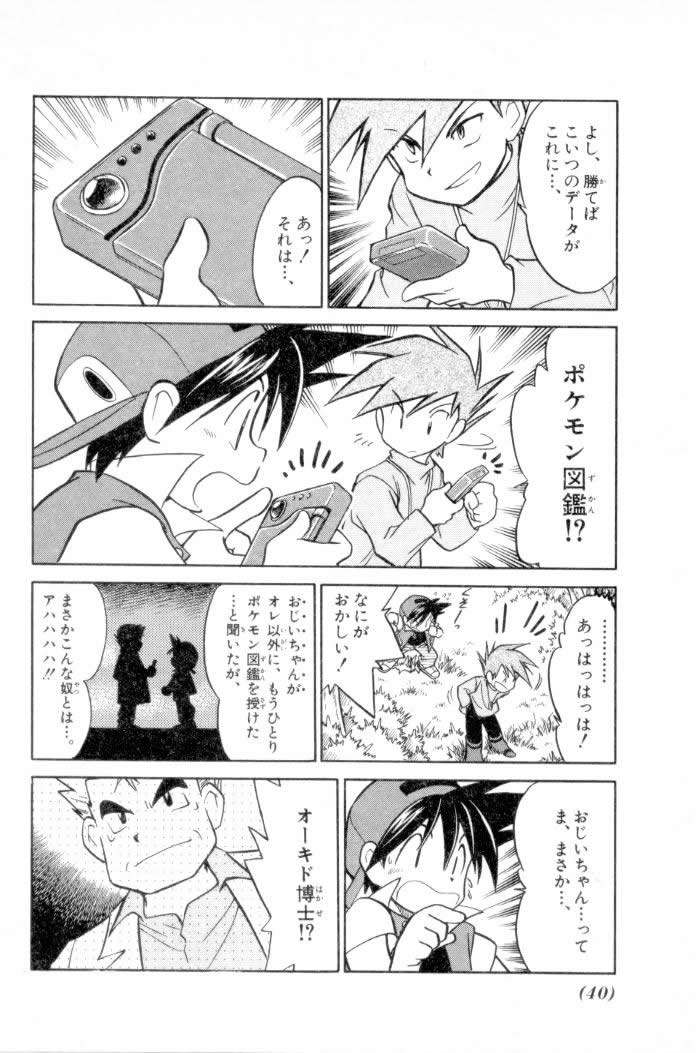 よし、勝てば
こいつのデータが
これに…、
あっ!
それは…、
ポケモン図鑑!?
…………
あっはっはっは!
なにが
おかしい!
おじいちゃんが
オレ以外に、もうひとり
ポケモン図鑑を授けた
…と聞いたが、
まさかこんな奴とは…。
アハハハハ!!
おじいちゃん…って
ま、まさか…、
オーキド博士!?
(40)